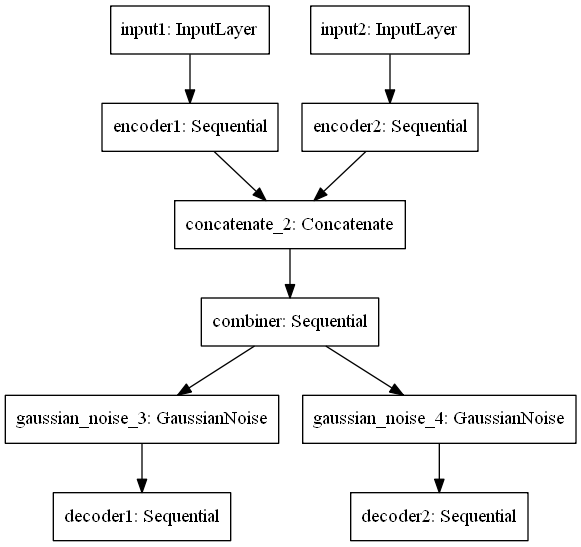 input1: InputLayer
input2: InputLayer
encoder1: Sequential
encoder2: Sequential
concatenate_2: Concatenate
combiner: Sequential
gaussian_noise_3: GaussianNoise
gaussian_noise_4: GaussianNoise
decoder1: Sequential
decoder2: Sequential